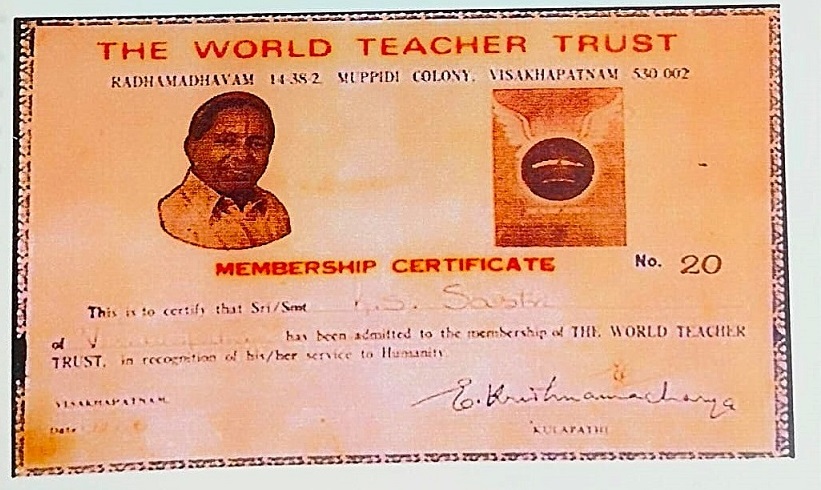 THE WORLD TEACHER TRUST
RADHAMADHAVAM 14-38-2, MUPPIDI COLONY, VISAKHAPATNAM 530 002
MEMBERSHIP CERTIFICATE No. 20
This is to certify that Sri/Smt
of has been admitted to the membership of THE WORLD TEACHER
TRUST, in recognition of his/her service to Humanity.
E. Krishnamacharya
VISAKHAPATNAM,
Date
KULAPATHI